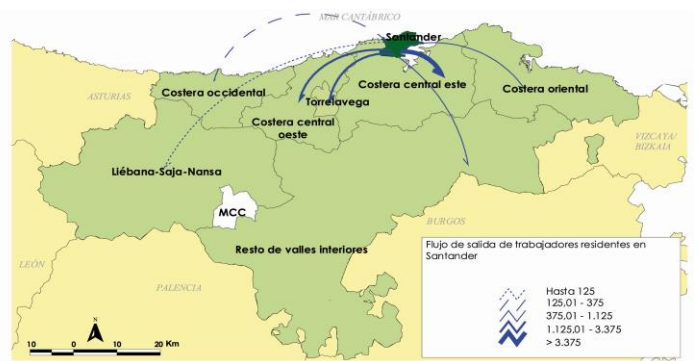 MAR CANTÁBRICO
Santander
ASTURIAS
Costera occidental
Costera central este
Costera oriental
Torrelavega
Costera central
oeste
VIZCAYA/
BIZKAIA
Liébana-Saja-Nansa
MCC
BURGOS
Resto de valles interiores
LEÓN
PALENCIA
Flujo de salida de trabajadores residentes en
Santander
Hasta 125
125,01 - 375
375,01 - 1.125
1.125,01 - 3.375
> 3.375
N
10 0 10 20 Km